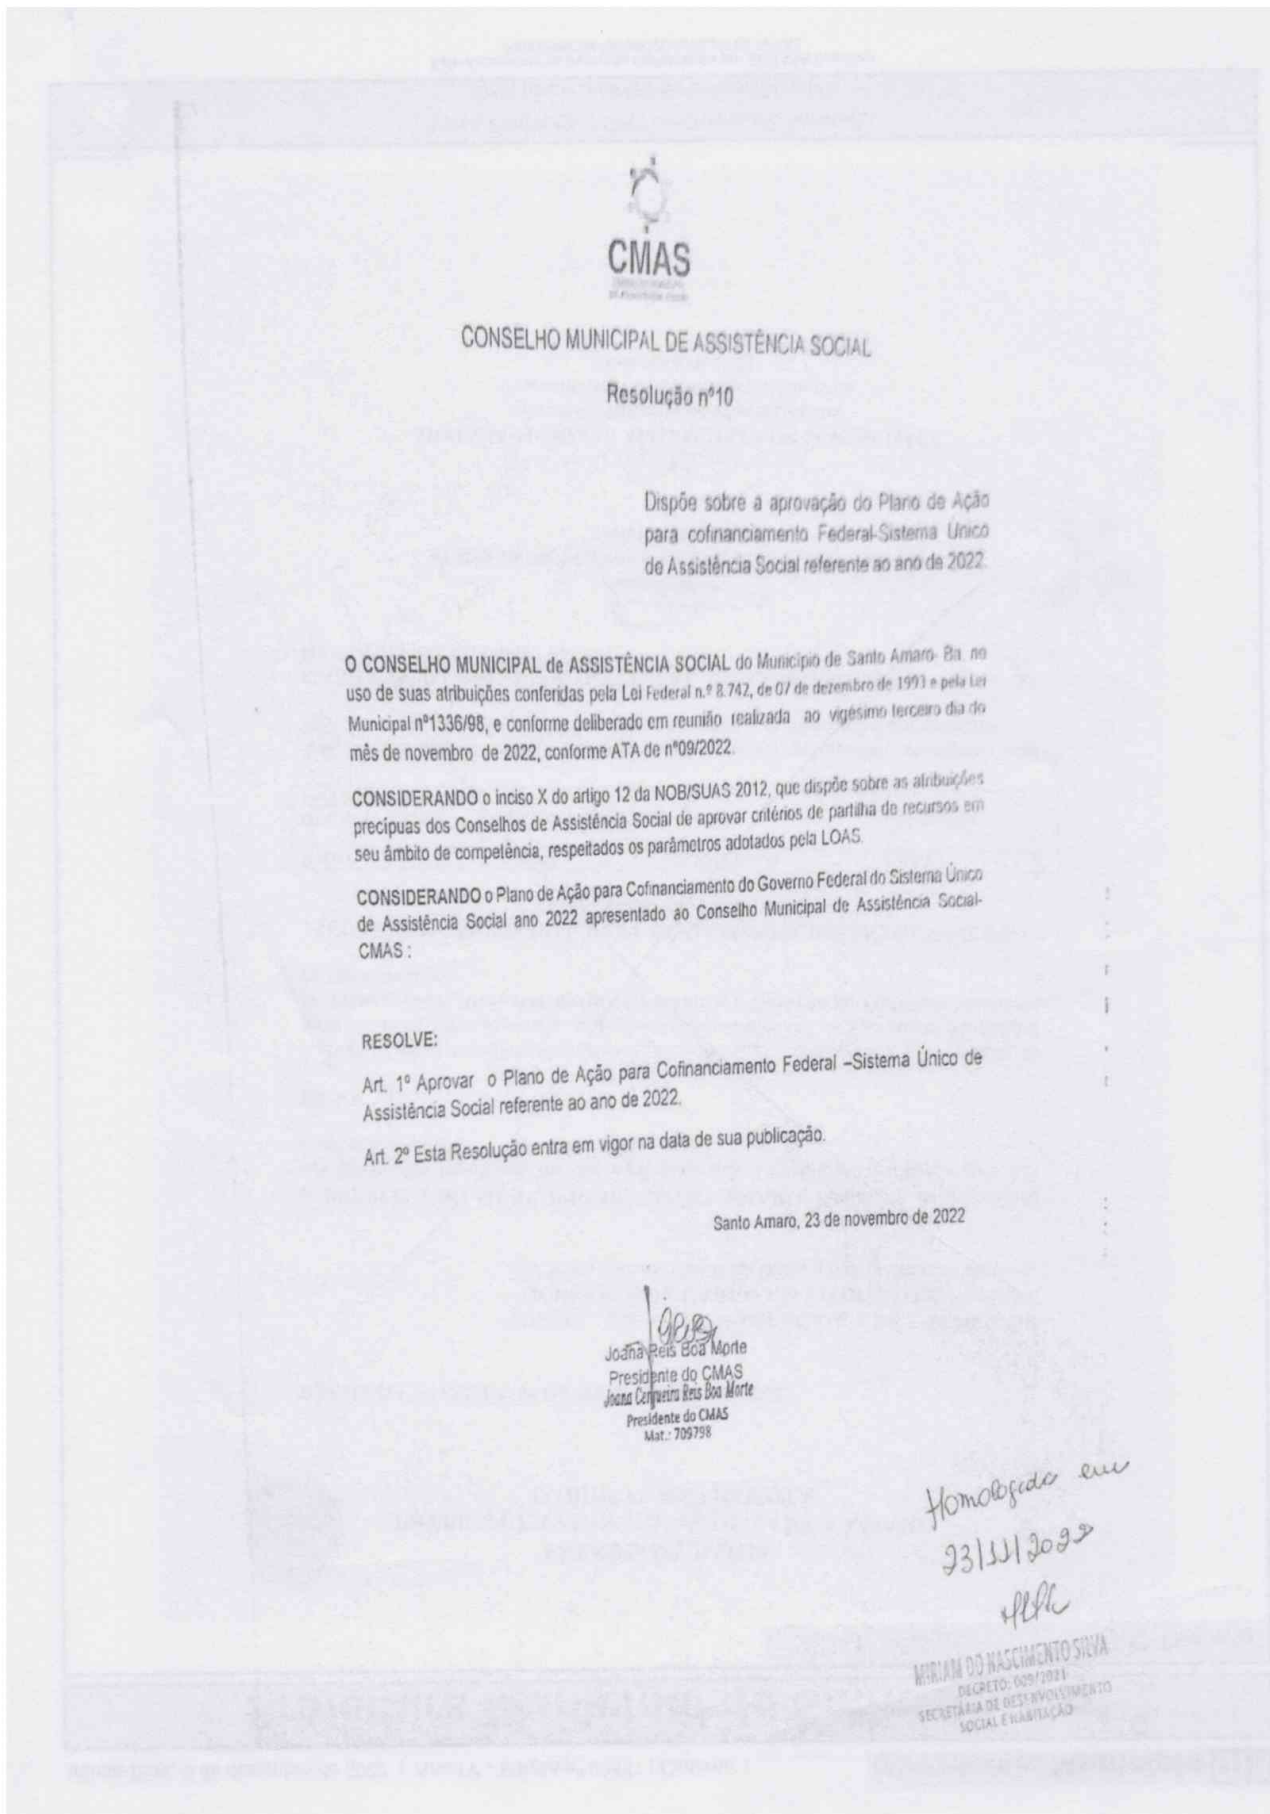 CMAS
CONSELHO MUNICIPAL DE ASSISTÊNCIA SOCIAL
Resolução nº10
Dispõe sobre a aprovação do Plano de Ação
para cofinanciamento Federal-Sistema Único
de Assistência Social referente ao ano de 2022.
O CONSELHO MUNICIPAL de ASSISTÊNCIA SOCIAL do Município de Santo Amaro- Ba no
uso de suas atribuições conferidas pela Lei Federal n.º 8.742, de 07 de dezembro de 1993 e pela Lei
Municipal nº1336/98, e conforme deliberado em reunião realizada ao vigésimo terceiro dia do
mês de novembro de 2022, conforme ATA de nº09/2022.
CONSIDERANDO o inciso X do artigo 12 da NOB/SUAS 2012, que dispõe sobre as atribuições
precipuas dos Conselhos de Assistência Social de aprovar critérios de partilha de recursos em
seu âmbito de competência, respeitados os parâmetros adotados pela LOAS.
CONSIDERANDO o Plano de Ação para Cofinanciamento do Governo Federal do Sistema Único
de Assistência Social ano 2022 apresentado ao Conselho Municipal de Assistência Social-
CMAS :
RESOLVE:
Art. 1º Aprovar o Plano de Ação para Cofinanciamento Federal –Sistema Único de
Assistência Social referente ao ano de 2022.
Art. 2º Esta Resolução entra em vigor na data de sua publicação.
Santo Amaro, 23 de novembro de 2022
Joana Reis Boa Morte
Presidente do CMAS
Joana Cerqueira Reis Boa Morte
Presidente do CMAS
Mat.: 709798
Homologado em
23/11/2022
MIRIAM DO NASCIMENTO SILVA
DECRETO: 009/2021
SECRETÁRIA DE DESENVOLVIMENTO
SOCIAL E HABITAÇÃO